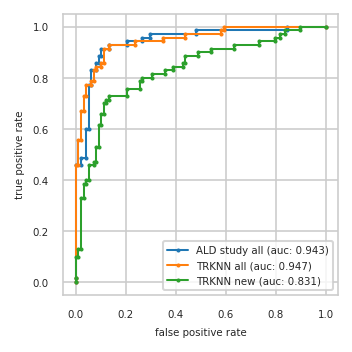 1.0
0.8
0.6
0.4
0.2
0.0
true positive rate
ALD study all (auc: 0.943)
TRKNN all (auc: 0.947)
TRKNN new (auc: 0.831)
0.0 0.2 0.4 0.6 0.8 1.0
false positive rate